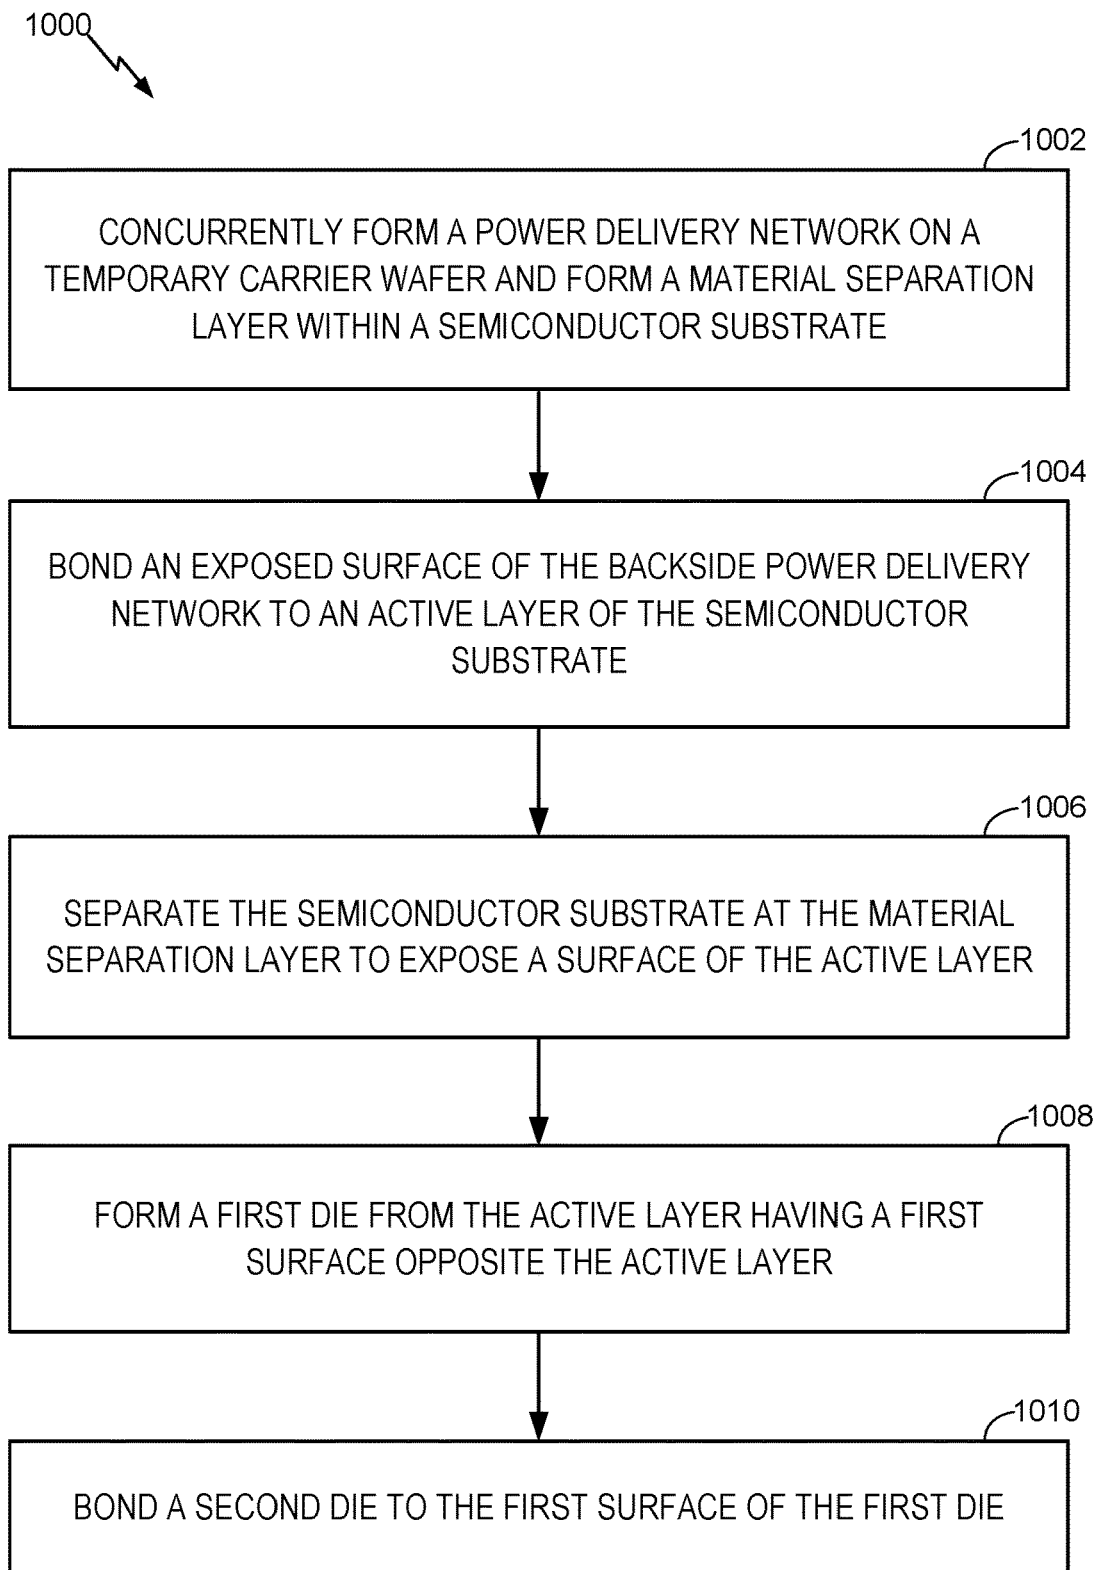 1000
1002
CONCURRENTLY FORM A POWER DELIVERY NETWORK ON A
TEMPORARY CARRIER WAFER AND FORM A MATERIAL SEPARATION
LAYER WITHIN A SEMICONDUCTOR SUBSTRATE
1004
BOND AN EXPOSED SURFACE OF THE BACKSIDE POWER DELIVERY
NETWORK TO AN ACTIVE LAYER OF THE SEMICONDUCTOR
SUBSTRATE
1006
SEPARATE THE SEMICONDUCTOR SUBSTRATE AT THE MATERIAL
SEPARATION LAYER TO EXPOSE A SURFACE OF THE ACTIVE LAYER
1008
FORM A FIRST DIE FROM THE ACTIVE LAYER HAVING A FIRST
SURFACE OPPOSITE THE ACTIVE LAYER
1010
BOND A SECOND DIE TO THE FIRST SURFACE OF THE FIRST DIE